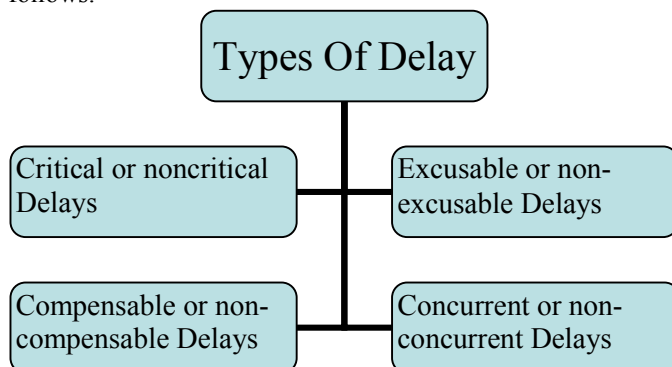 follows:
Types Of Delay
Critical or noncritical
Delays
Excusable or non-
excusable Delays
Compensable or non-
compensable Delays
Concurrent or non-
concurrent Delays